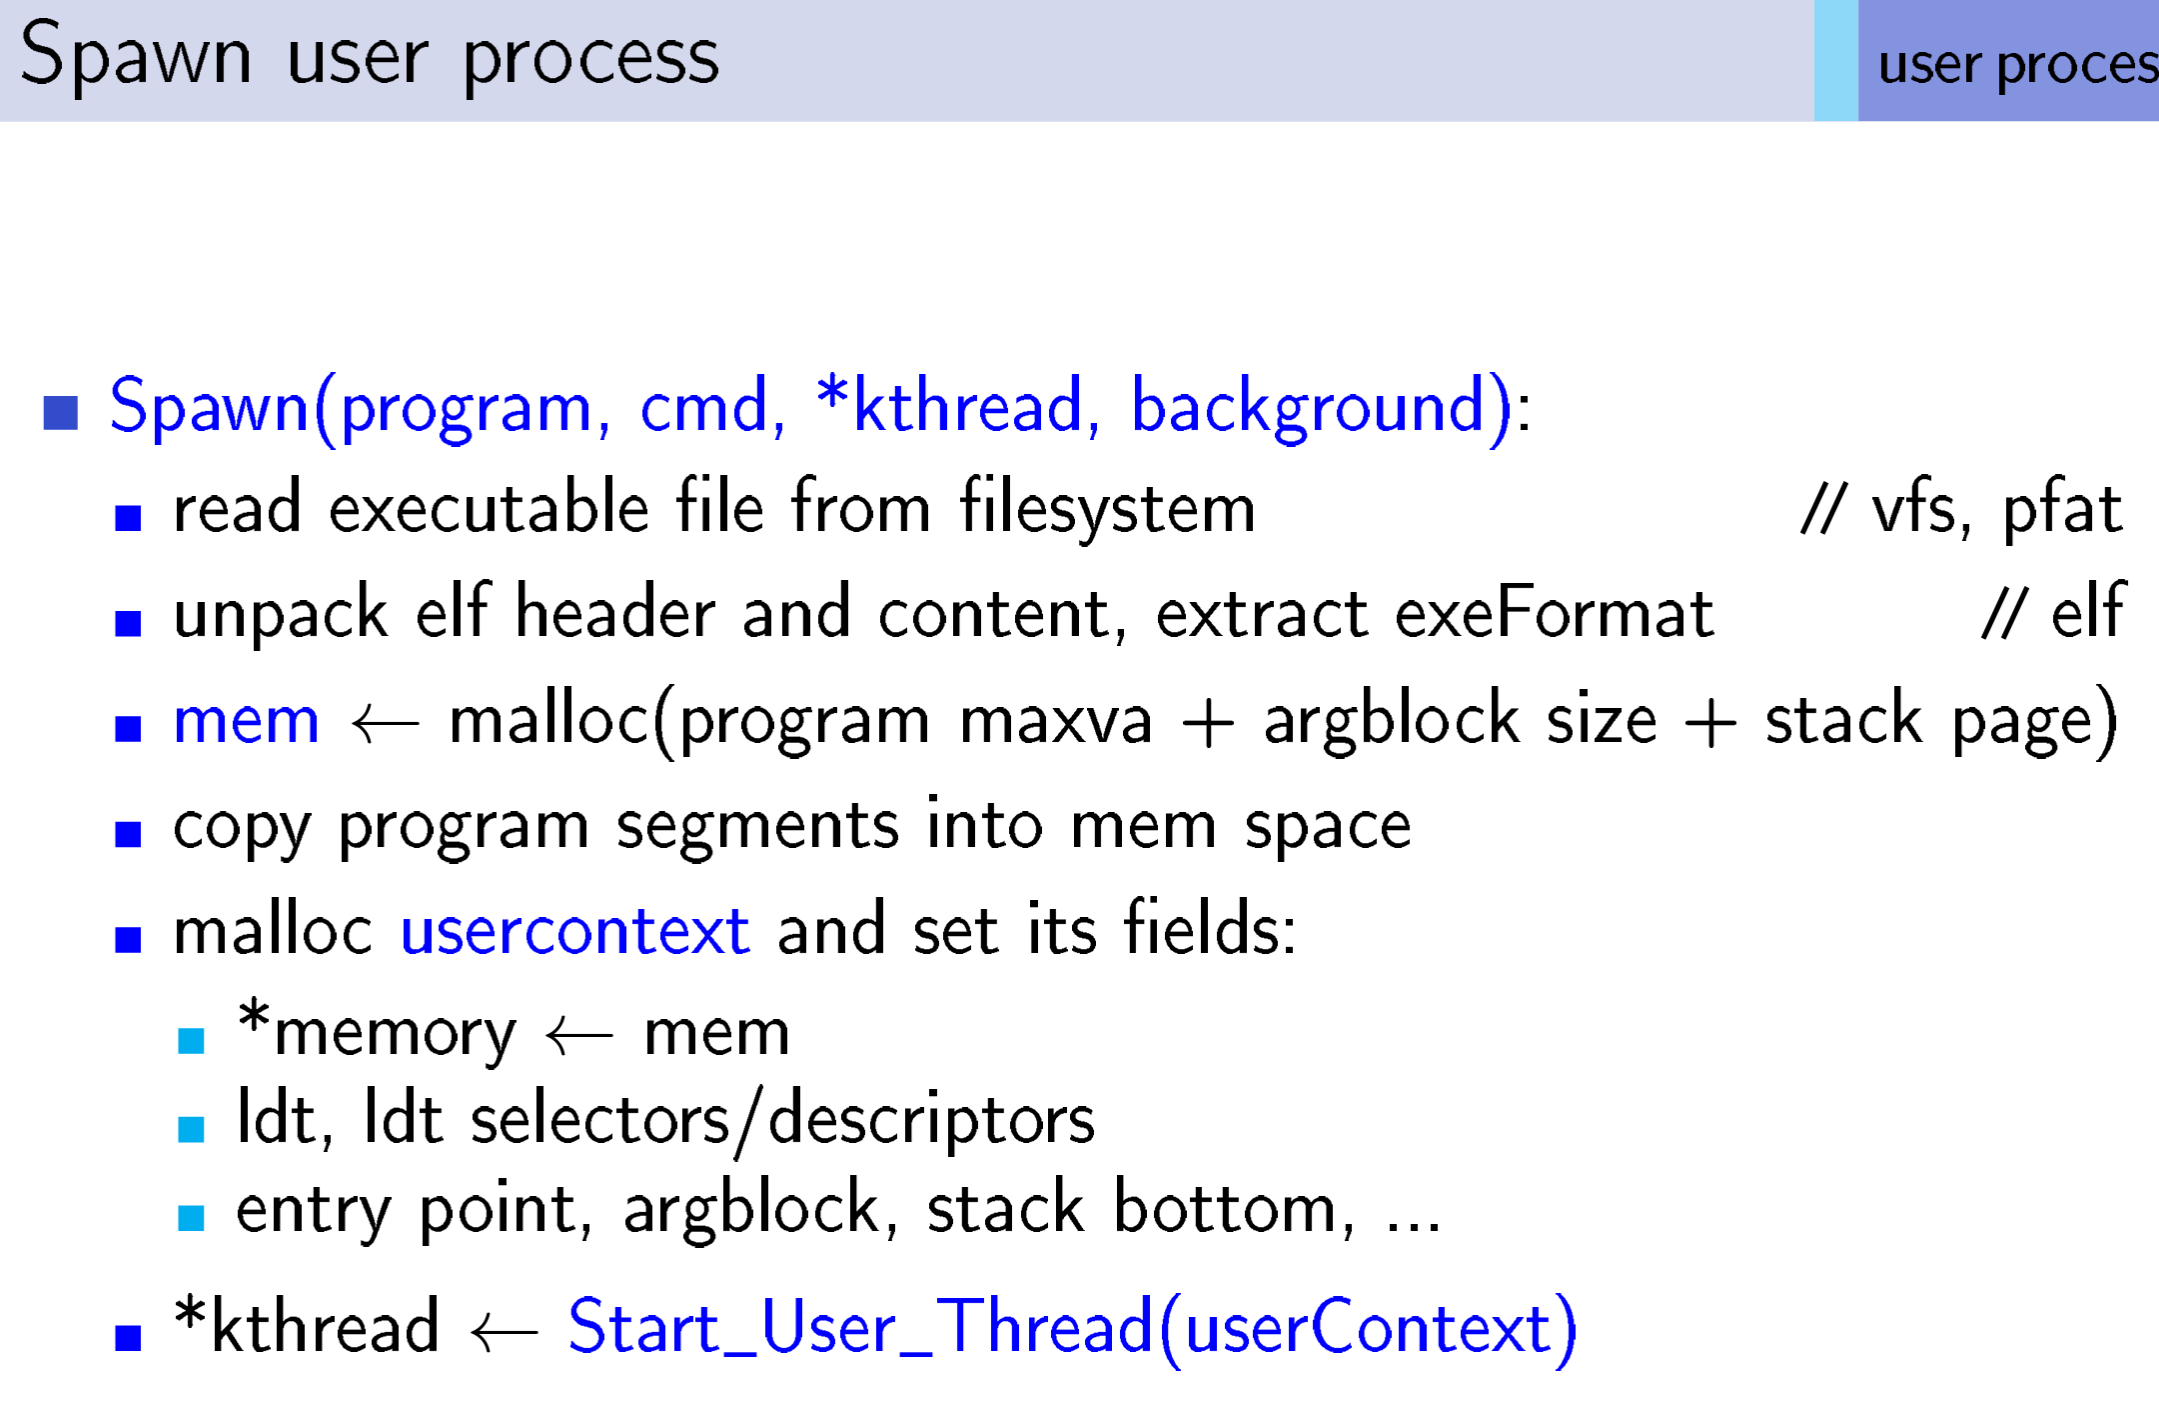 Spawn user process
user proces
Spawn(program, cmd, *kthread, background):
read executable file from filesystem // vfs, pfat
unpack elf header and content, extract exeFormat // elf
mem ← malloc(program maxva + argblock size + stack page)
copy program segments into mem space
malloc usercontext and set its fields:
*memory ← mem
ldt, ldt selectors/descriptors
entry point, argblock, stack bottom, ...
*kthread ← Start_User_Thread(userContext)